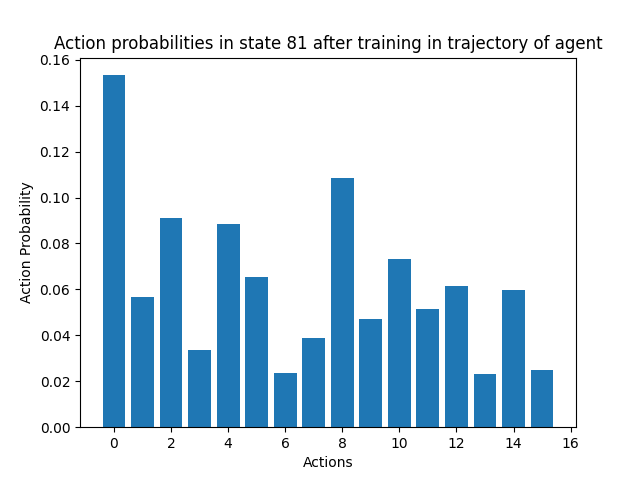 Action probabilities in state 81 after training in trajectory of agent
0.16
0.14
0.12
0.10
0.08
0.06
0.04
0.02
0.00
Action Probability
0 2 4 6 8 10 12 14 16
Actions